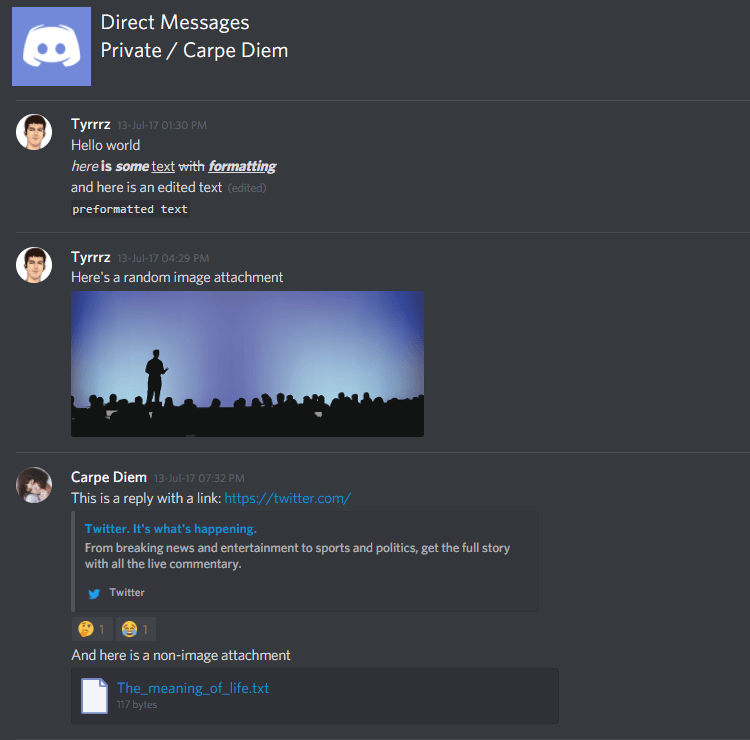 Direct Messages
Private / Carpe Diem
Tyrrrz 13-Jul-17 01:30 PM
Hello world
here is some text with formatting
and here is an edited text (edited)
preformatted text
Tyrrrz 13-Jul-17 04:29 PM
Here's a random image attachment
Carpe Diem 13-Jul-17 07:32 PM
This is a reply with a link: https://twitter.com/
Twitter. It's what's happening.
From breaking news and entertainment to sports and politics, get the full story
with all the live commentary.
Twitter
1 1
And here is a non-image attachment
The_meaning_of_life.txt
117 bytes